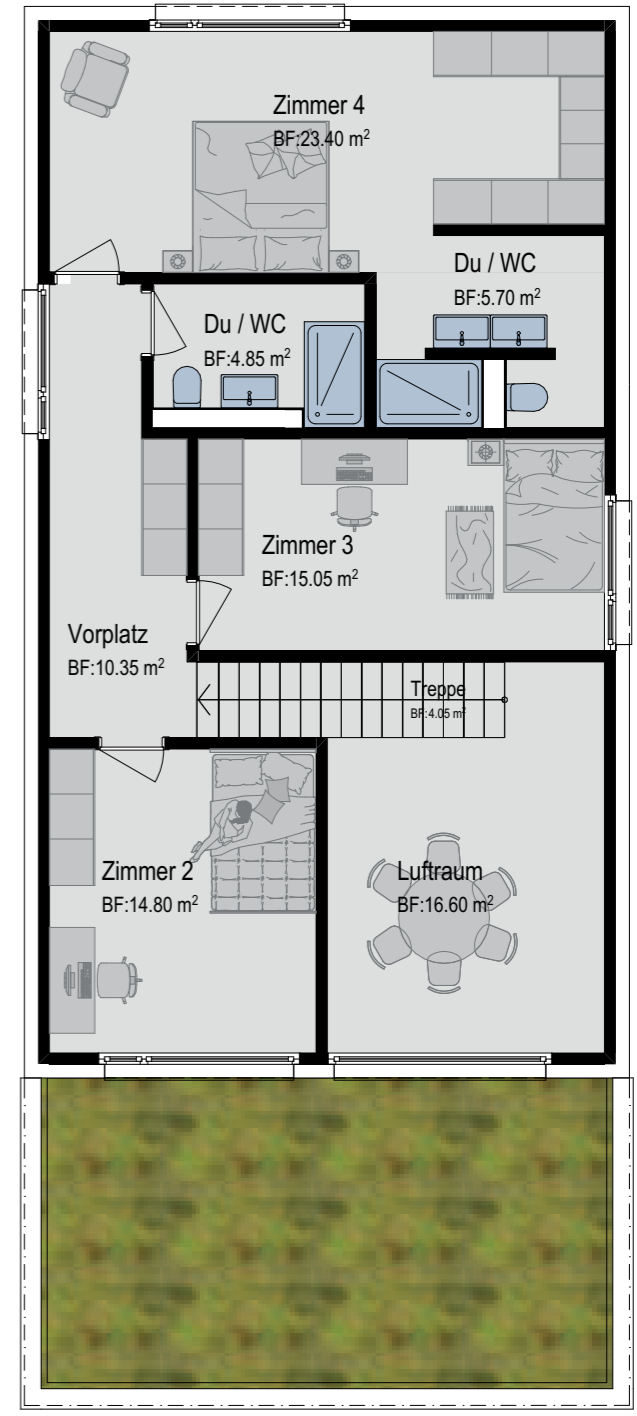 Zimmer 4
BF:23.40 m²
Du / WC
BF:5.70 m²
Du / WC
BF:4.85 m²
Zimmer 3
BF:15.05 m²
Vorplatz
BF:10.35 m²
Treppe
BF:4.05 m²
Zimmer 2
BF:14.80 m²
Luftraum
BF:16.60 m²